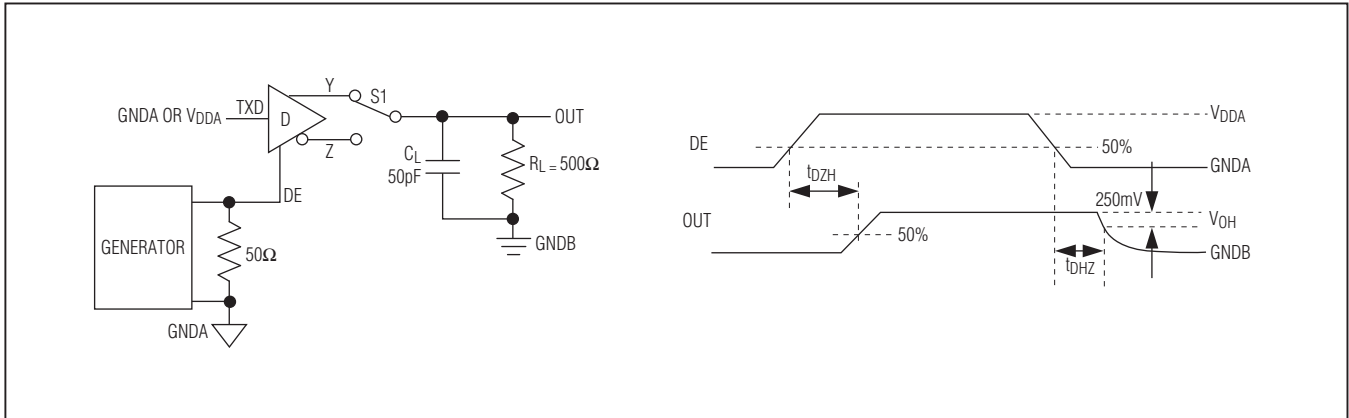 GNDA OR VDDA
TXD
D
Y
Z
S1
OUT
CL
50pF
RL = 500Ω
GNDB
DE
GENERATOR
50Ω
GNDA
DE
VDDA
50%
GNDA
tDZH
250mV
OUT
50%
VOH
GNDB
tDHZ